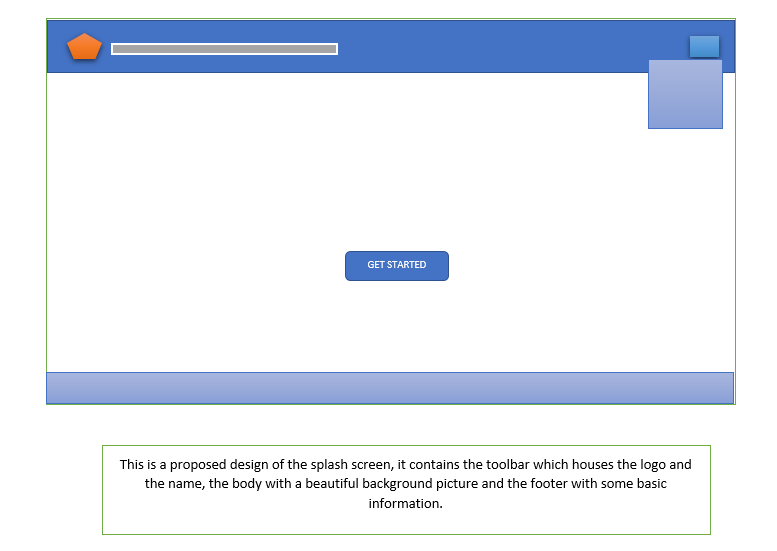 GET STARTED
This is a proposed design of the splash screen, it contains the toolbar which houses the logo and
the name, the body with a beautiful background picture and the footer with some basic
information.